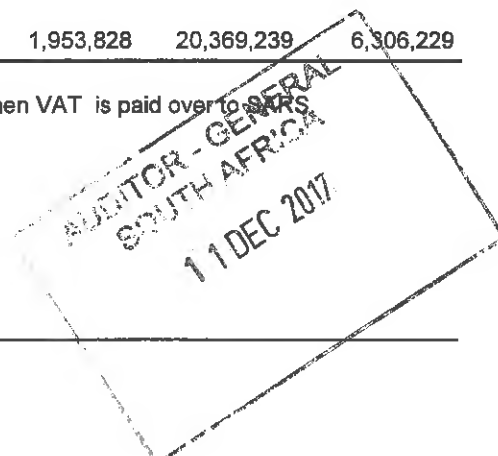 1,953,828 20,369,239 6,306,229
en VAT is paid over to SARS
AUDITOR - GENERAL
SOUTH AFRICA
11 DEC 2017